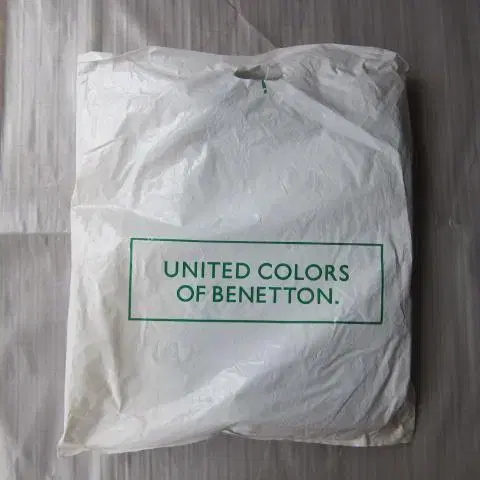 UNITED COLORS
OF BENETTON.